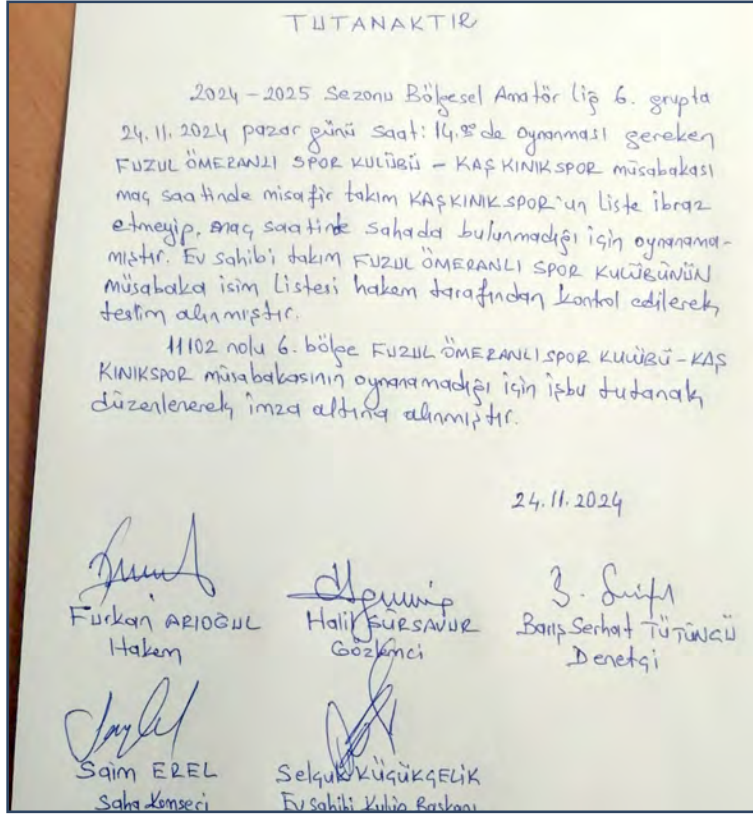 TUTANAKTIR
2024-2025 Sezonu Bölgesel Amatör Lig 6. grupta
24.11.2024 pazar günü saat: 14.00'de oynanması gereken
FUZUL ÖMERANLI SPOR KULÜBÜ - KAŞ KINIKSPOR müsabakası
maç saatinde misafir takım KAŞKINIKSPOR'un liste ibraz
etmeyip, maç saatinde sahada bulunmadığı için oynanama-
mıştır. Ev sahibi takım FUZUL ÖMERANLI SPOR KULÜBÜNÜN
müsabaka isim listesi hakem tarafından kontrol edilerek
teslim alınmıştır.
11102 nolu 6. bölge FUZUL ÖMERANLI SPOR KULÜBÜ - KAŞ
KINIKSPOR müsabakasının oynanamadığı için işbu tutanak
düzenlenerek imza altına alınmıştır.
24.11.2024
Furkan ARIOĞUL
Hakem
Halil GÜRSAVUR
Gözlemci
Barış Serhat TÜTÜNCÜ
Denetçi
Saim EREL
Saha Komseri
Selçuk KÜÇÜKÇELİK
Ev sahibi Kulüp Başkanı